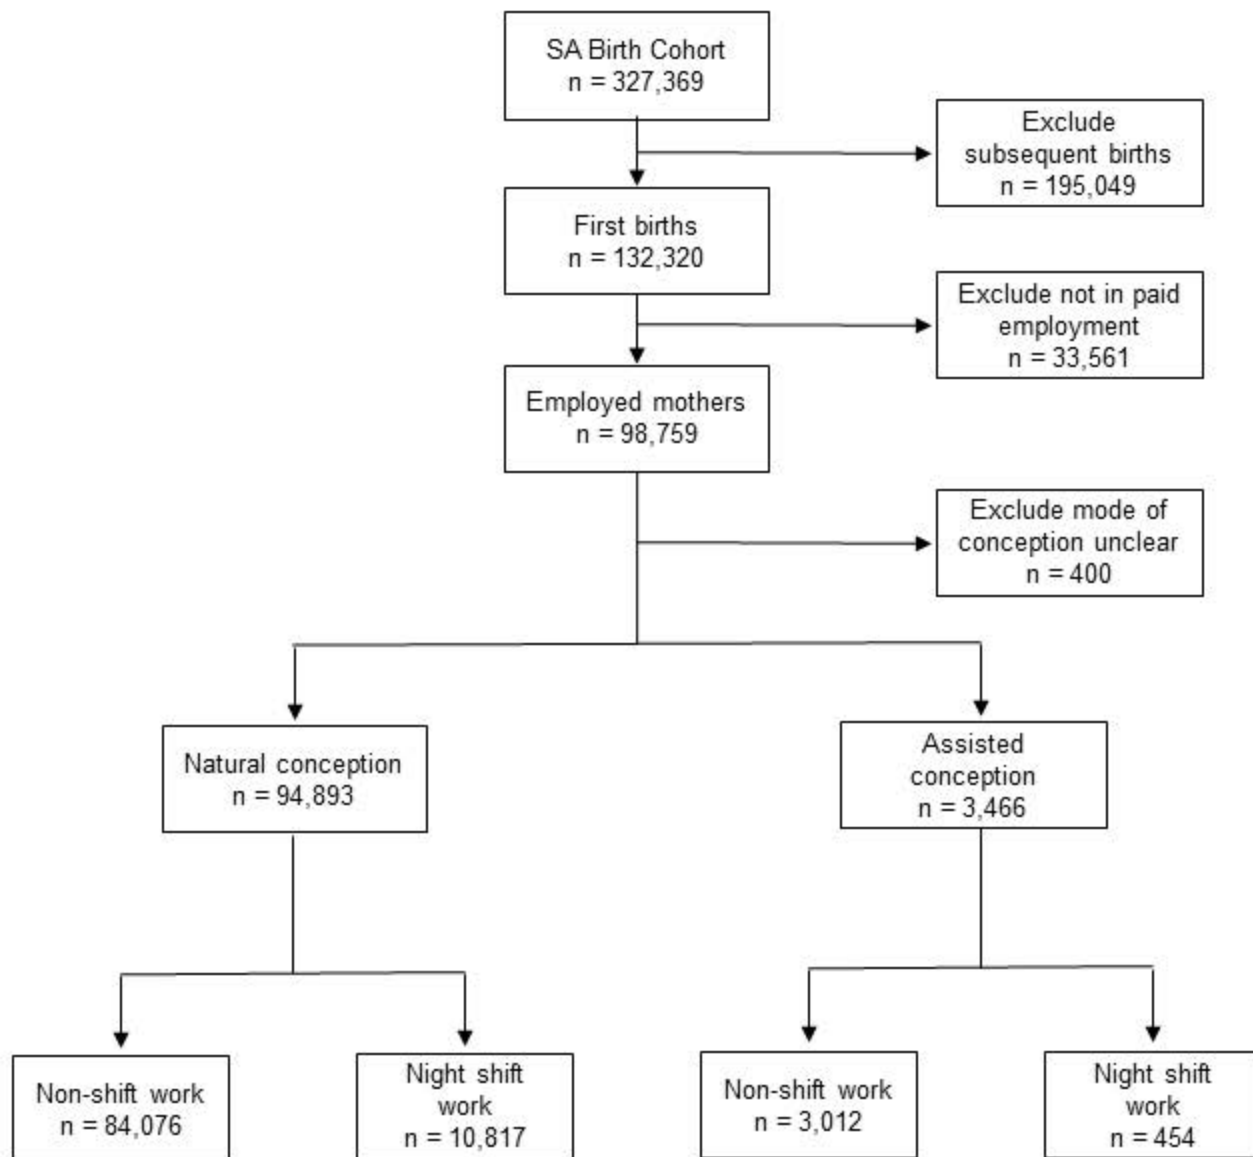 SA Birth Cohort
n = 327,369
Exclude
subsequent births
n = 195,049
First births
n = 132,320
Exclude not in paid
employment
n = 33,561
Employed mothers
n = 98,759
Exclude mode of
conception unclear
n = 400
Natural conception
n = 94,893
Assisted
conception
n = 3,466
Non-shift work
n = 84,076
Night shift
work
n = 10,817
Non-shift work
n = 3,012
Night shift
work
n = 454